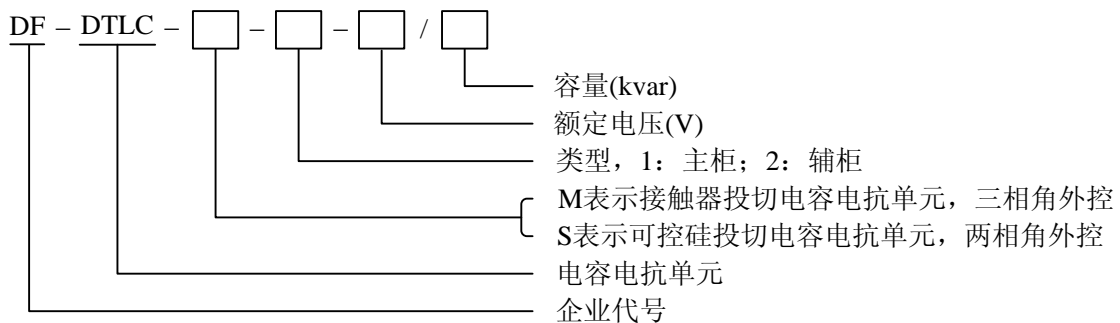 DF – DTLC – – – /
容量(kvar)
额定电压(V)
类型，1：主柜；2：辅柜
M表示接触器投切电容电抗单元，三相角外控
S表示可控硅投切电容电抗单元，两相角外控
电容电抗单元
企业代号